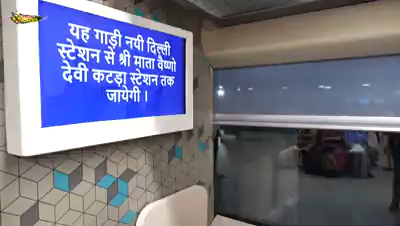 यह गाड़ी नयी दिल्ली
स्टेशन से श्री माता वैष्णो
देवी कटड़ा स्टेशन तक
जायेगी ।